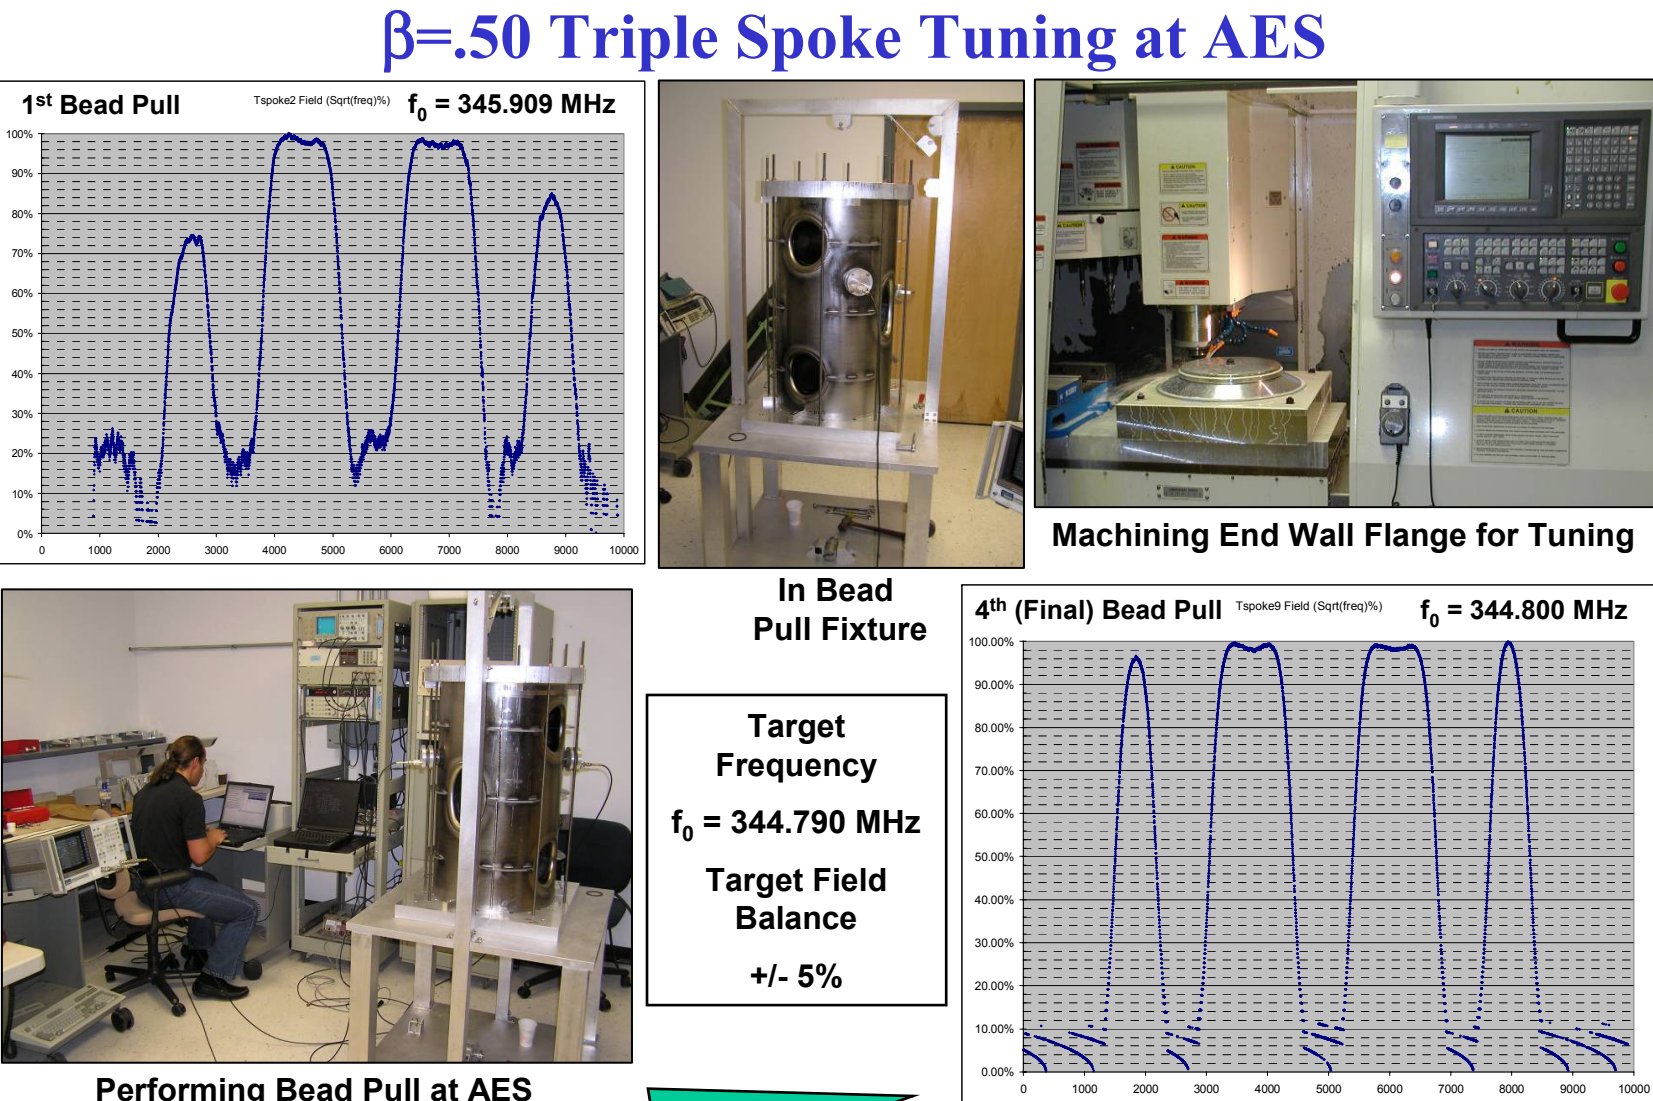 β=.50 Triple Spoke Tuning at AES
1st Bead Pull
Tspoke2 Field (Sqrt(freq)%)
f0 = 345.909 MHz
100%
90%
80%
70%
60%
50%
40%
30%
20%
10%
0%
0 1000 2000 3000 4000 5000 6000 7000 8000 9000 10000
CAUTION
CAUTION
CAUTION
Machining End Wall Flange for Tuning
In Bead
Pull Fixture
Target
Frequency
f0 = 344.790 MHz
Target Field
Balance
+/- 5%
4th (Final) Bead Pull
Tspoke9 Field (Sqrt(freq)%)
f0 = 344.800 MHz
100.00%
90.00%
80.00%
70.00%
60.00%
50.00%
40.00%
30.00%
20.00%
10.00%
0.00%
0 1000 2000 3000 4000 5000 6000 7000 8000 9000 10000
Performing Bead Pull at AES